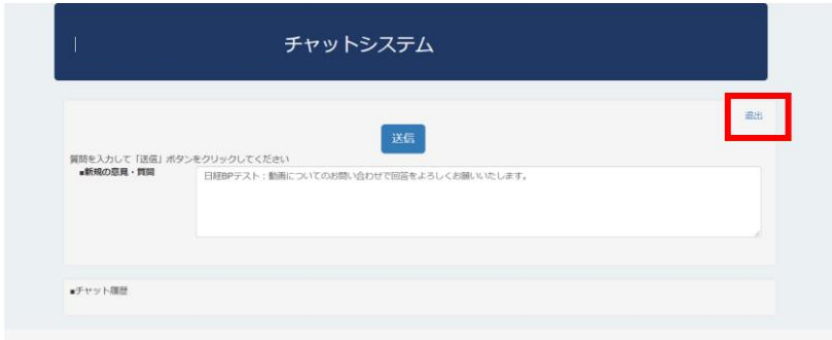 チャットシステム
退出
送信
質問を入力して「送信」ボタンをクリックしてください
■新規の意見・質問
日経BPテスト:動画についてのお問い合わせで回答をよろしくお願いいたします。
■チャット履歴